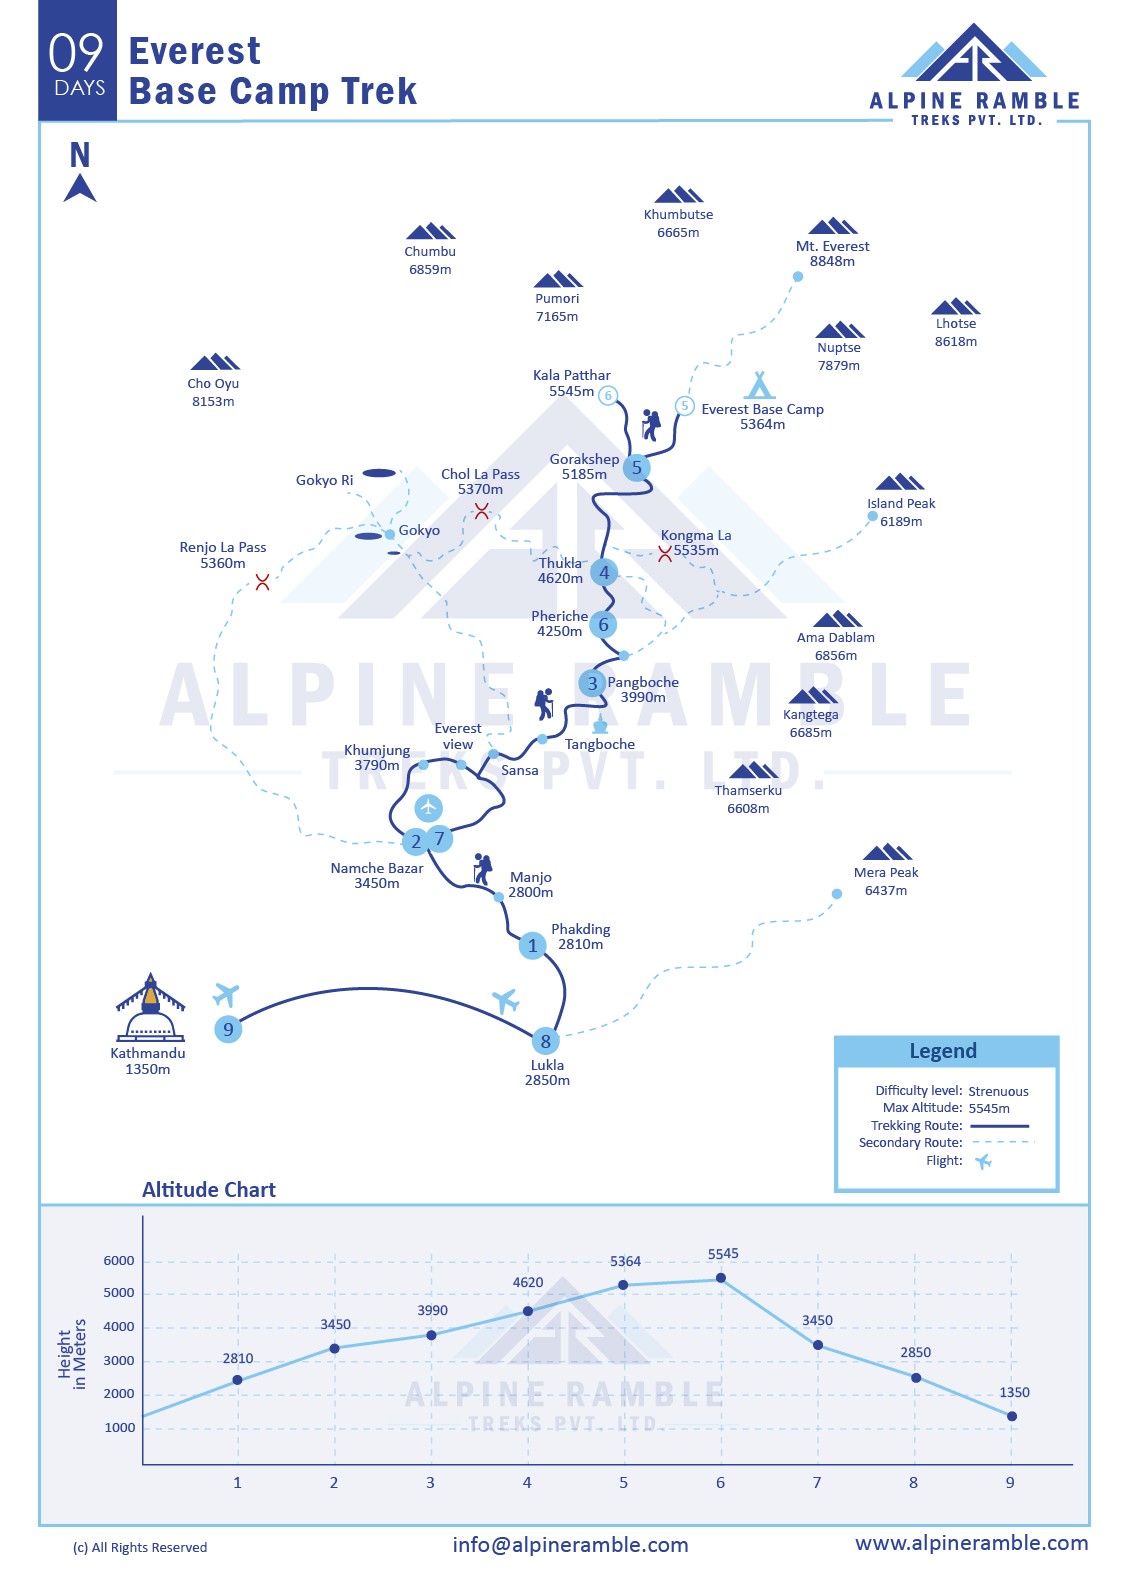 09
DAYS
Everest
Base Camp Trek
ALPINE RAMBLE
TREKS PVT. LTD.
N
Khumbutse
6665m
Chumbu
6859m
Mt. Everest
8848m
Pumori
7165m
Lhotse
8618m
Nuptse
7879m
Cho Oyu
8153m
Kala Patthar
5545m
6
5
Everest Base Camp
5364m
Gorakshep
5185m
5
Gokyo Ri
Chol La Pass
5370m
Island Peak
6189m
Gokyo
Kongma La
5535m
Renjo La Pass
5360m
Thukla
4620m
4
Pheriche
4250m
6
Ama Dablam
6856m
ALPINE RAMBLE
TREKS PVT. LTD.
3
Pangboche
3990m
Kangtega
6685m
Everest
view
Tangboche
Khumjung
3790m
Sansa
Thamserku
6608m
2
7
Namche Bazar
3450m
Manjo
2800m
Mera Peak
6437m
Phakding
2810m
1
9
8
Kathmandu
1350m
Lukla
2850m
Legend
Difficulty level: Strenuous
Max Altitude: 5545m
Trekking Route:
Secondary Route:
Flight:
Altitude Chart
Height
in Meters
6000
5000
4000
3000
2000
1000
2810
3450
3990
4620
5364
5545
3450
2850
1350
ALPINE RAMBLE
TREKS PVT. LTD.
1 2 3 4 5 6 7 8 9
(c) All Rights Reserved
info@alpineramble.com
www.alpineramble.com